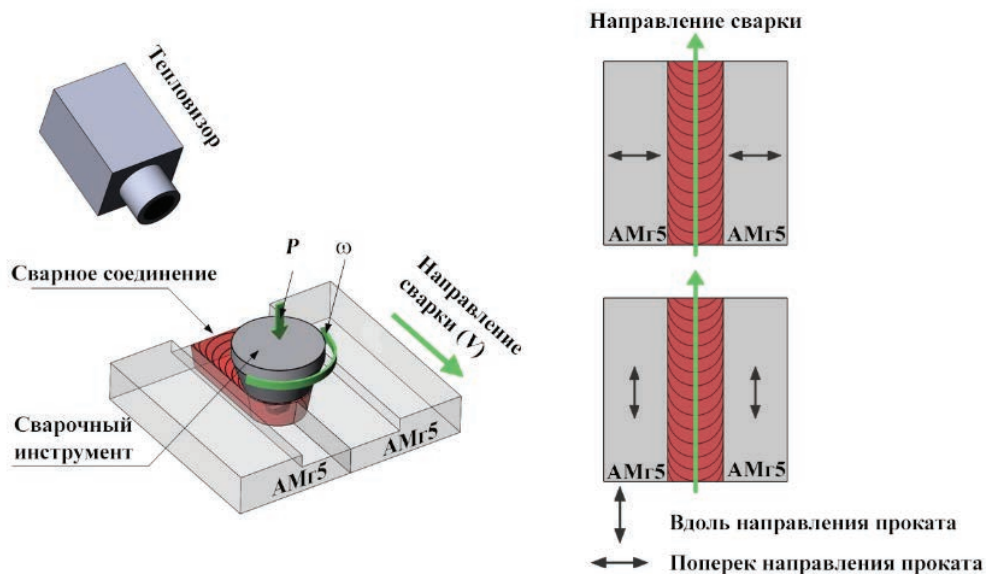 Тепловизор
Сварное соединение
P
ω
Направление
сварки (V)
Сварочный
инструмент
АМг5
АМг5
Направление сварки
АМг5
АМг5
АМг5
АМг5
Вдоль направления проката
Поперек направления проката